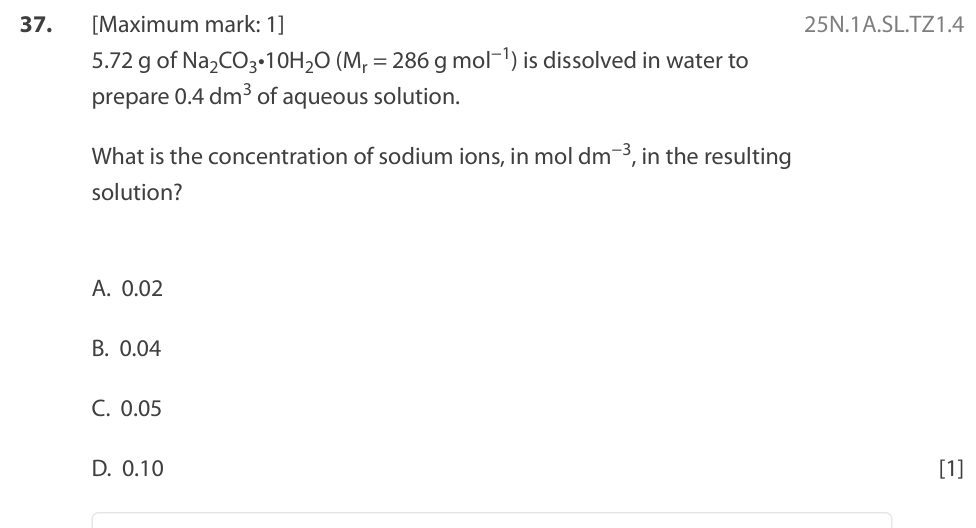 37. [Maximum mark: 1] 25N.1A.SL.TZ1.4
5.72 g of Na₂CO₃•10H₂O (Mᵣ = 286 g mol⁻¹) is dissolved in water to
prepare 0.4 dm³ of aqueous solution.
What is the concentration of sodium ions, in mol dm⁻³, in the resulting
solution?
A. 0.02
B. 0.04
C. 0.05
D. 0.10 [1]